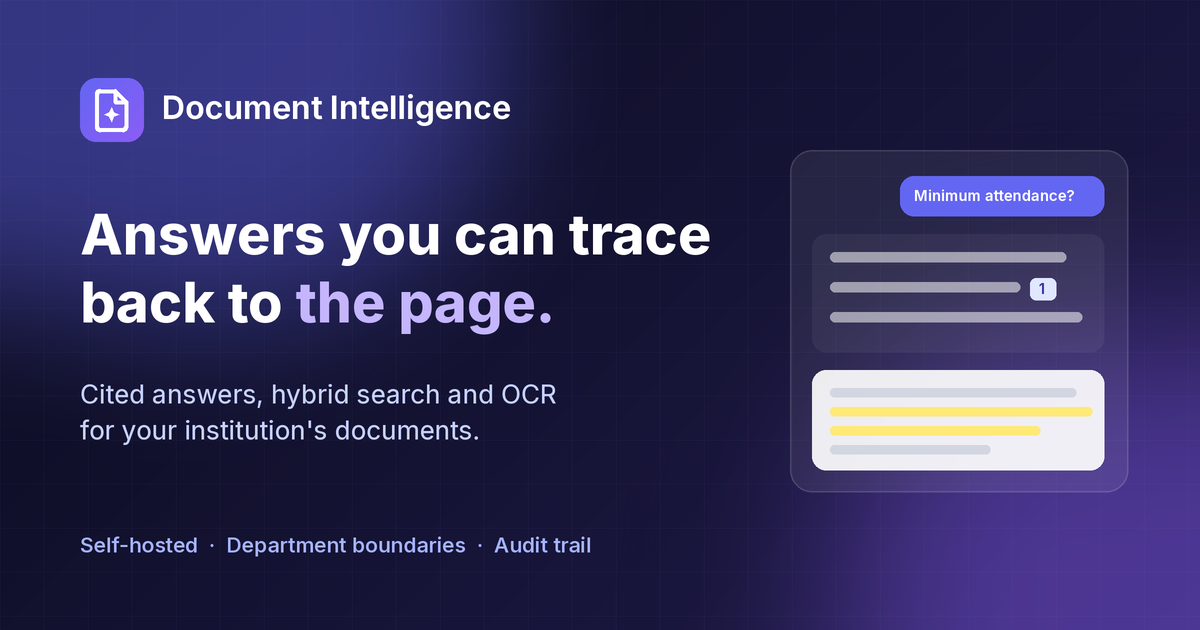 Document Intelligence
Answers you can trace
back to the page.
Cited answers, hybrid search and OCR
for your institution's documents.
Self-hosted · Department boundaries · Audit trail
Minimum attendance?
1